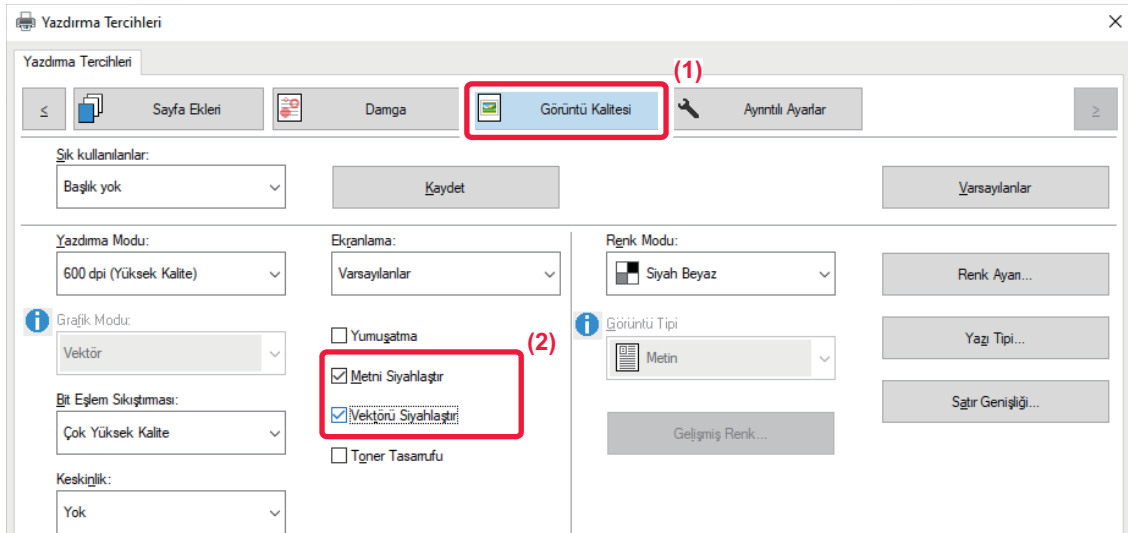 Yazdırma Tercihleri
Yazdırma Tercihleri
(1)
< Sayfa Ekleri Damga Görüntü Kalitesi Ayrıntılı Ayarlar >
Sık kullanılanlar:
Başlık yok Kaydet Varsayılanlar
Yazdırma Modu: Ekranlama: Renk Modu:
600 dpi (Yüksek Kalite) Varsayılanlar Siyah Beyaz Renk Ayarı...
Grafik Modu: Yumuşatma (2) Görüntü Tipi Yazı Tipi...
Vektör Metni Siyahlaştır Metin
Bit Eşlem Sıkıştırması: Vektörü Siyahlaştır Satır Genişliği...
Çok Yüksek Kalite Toner Tasarrufu Gelişmiş Renk...
Keskinlik:
Yok